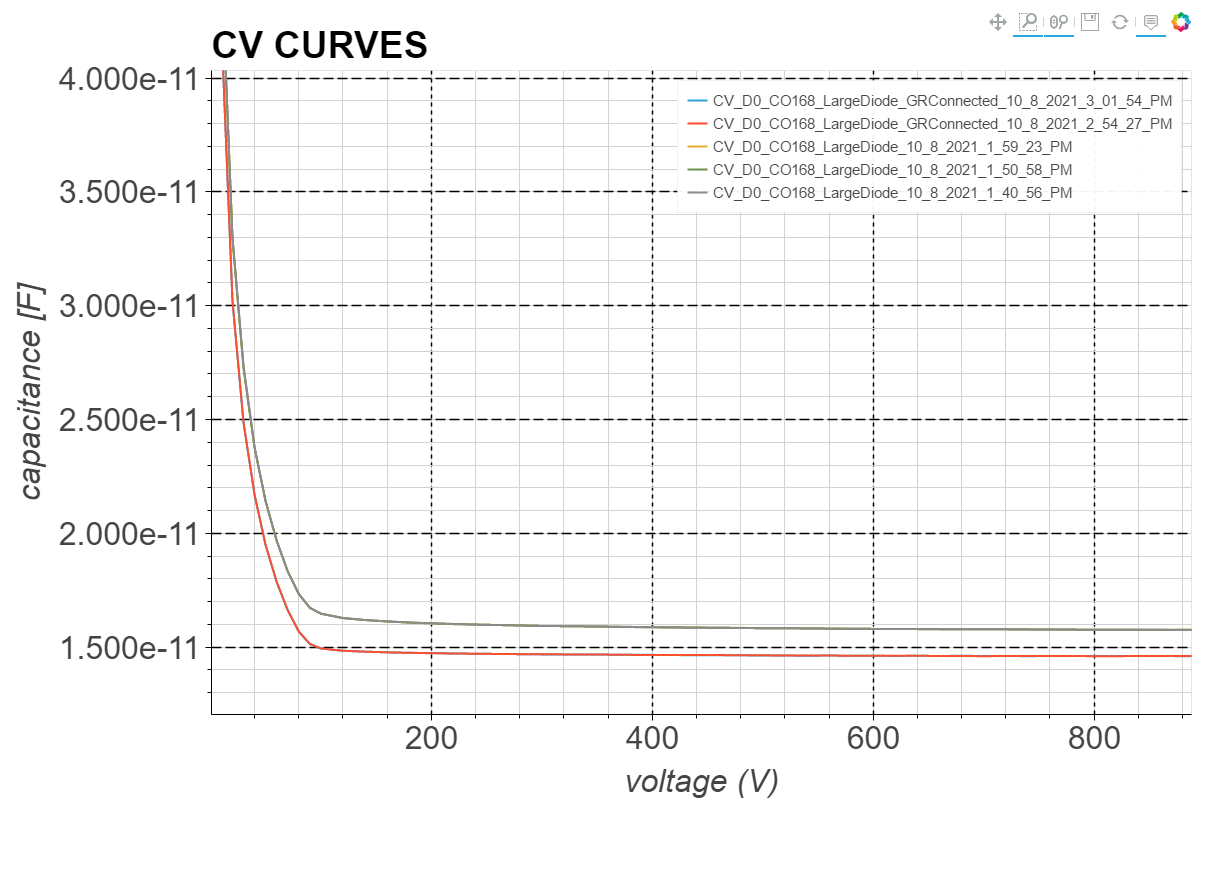 CV CURVES
4.000e-11
3.500e-11
3.000e-11
2.500e-11
2.000e-11
1.500e-11
capacitance [F]
CV_D0_CO168_LargeDiode_GRConnected_10_8_2021_3_01_54_PM
CV_D0_CO168_LargeDiode_GRConnected_10_8_2021_2_54_27_PM
CV_D0_CO168_LargeDiode_10_8_2021_1_59_23_PM
CV_D0_CO168_LargeDiode_10_8_2021_1_50_58_PM
CV_D0_CO168_LargeDiode_10_8_2021_1_40_56_PM
200 400 600 800
voltage (V)